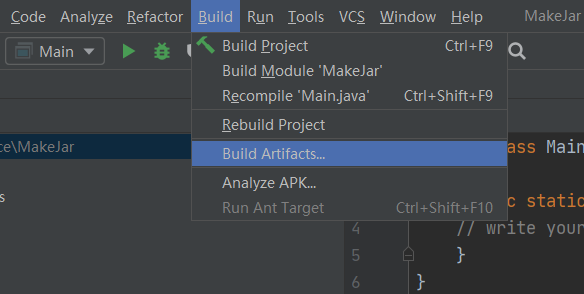 Code Analyze Refactor Build Run Tools VCS Window Help MakeJar
Main
Build Project Ctrl+F9
Build Module 'MakeJar'
Recompile 'Main.java' Ctrl+Shift+F9
Rebuild Project
ce\MakeJar
Build Artifacts...
ass Main
Analyze APK...
s
c static
Run Ant Target Ctrl+Shift+F10
4 // write your
5 }
6 }